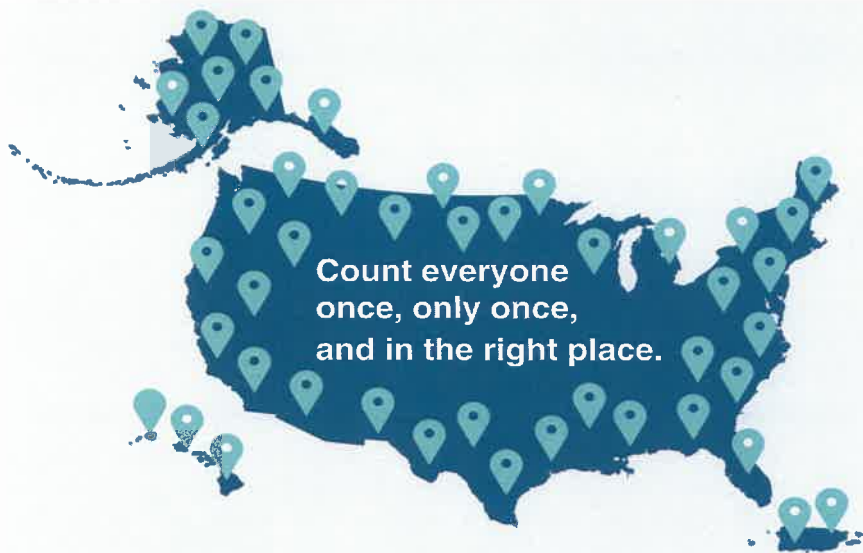 Count everyone
once, only once,
and in the right place.